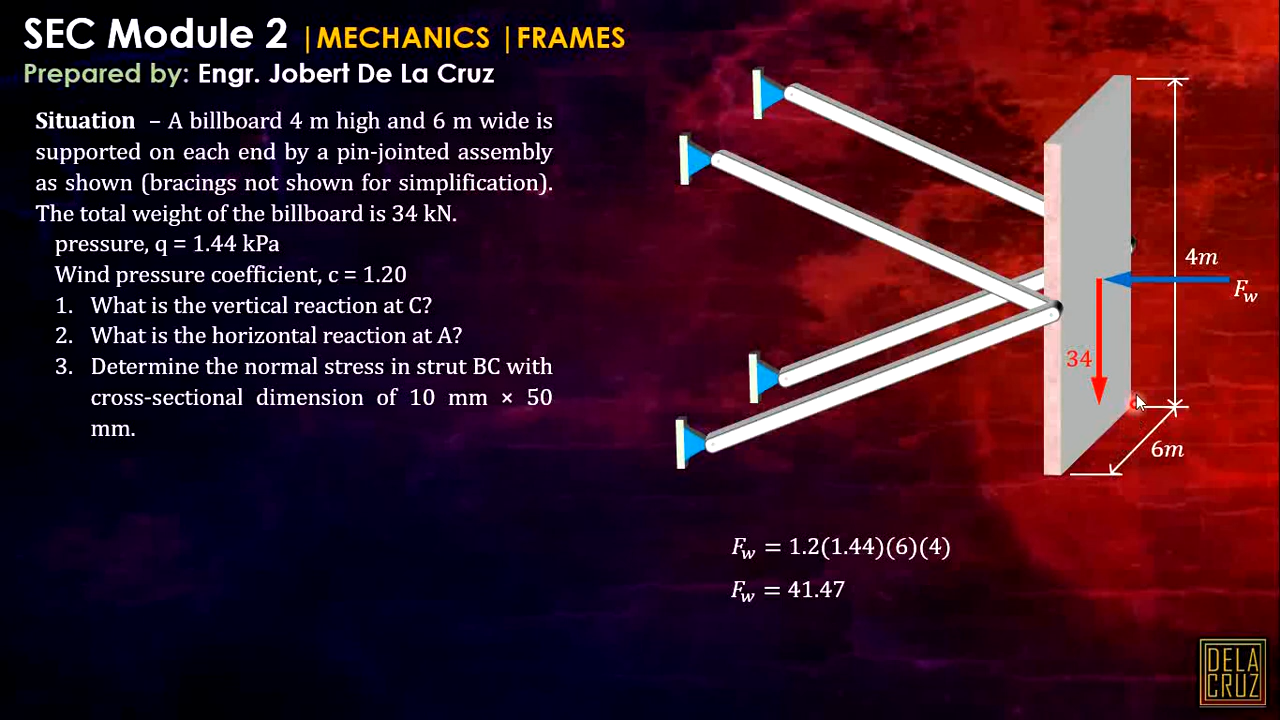 SEC Module 2 |MECHANICS |FRAMES
Prepared by: Engr. Jobert De La Cruz
Situation – A billboard 4 m high and 6 m wide is
supported on each end by a pin-jointed assembly
as shown (bracings not shown for simplification).
The total weight of the billboard is 34 kN.
pressure, q = 1.44 kPa
Wind pressure coefficient, c = 1.20
1. What is the vertical reaction at C?
2. What is the horizontal reaction at A?
3. Determine the normal stress in strut BC with
cross-sectional dimension of 10 mm × 50
mm.
4m
F_w
34
6m
F_w = 1.2(1.44)(6)(4)
F_w = 41.47
DELA
CRUZ